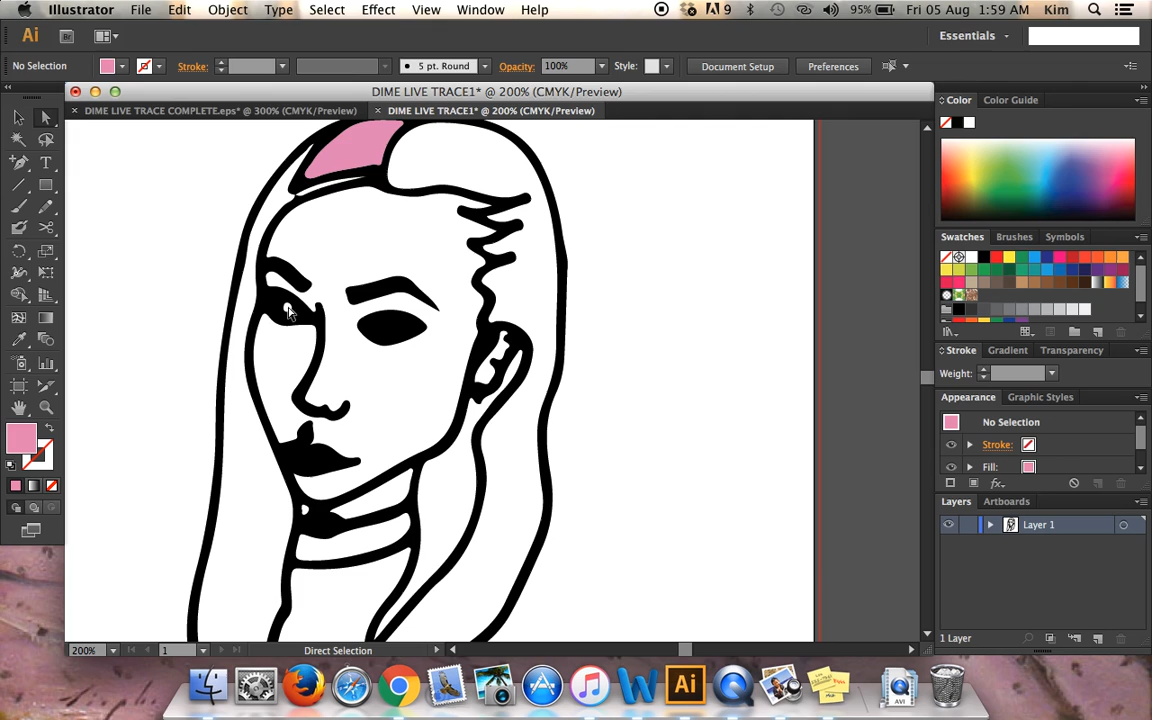 Illustrator File Edit Object Type Select Effect View Window Help 9 95% Fri 05 Aug 1:59 AM Kim
Ai Br Essentials
No Selection Stroke: 5 pt. Round Opacity: 100% Style: Document Setup Preferences
DIME LIVE TRACE1* @ 200% (CMYK/Preview)
DIME LIVE TRACE COMPLETE.eps* @ 300% (CMYK/Preview) DIME LIVE TRACE1* @ 200% (CMYK/Preview)
Color Color Guide
Swatches Brushes Symbols
Stroke Gradient Transparency
Weight:
Appearance Graphic Styles
No Selection
Stroke:
Fill:
fx
Layers Artboards
Layer 1
1 Layer
200% 1 Direct Selection
W Ai AVI